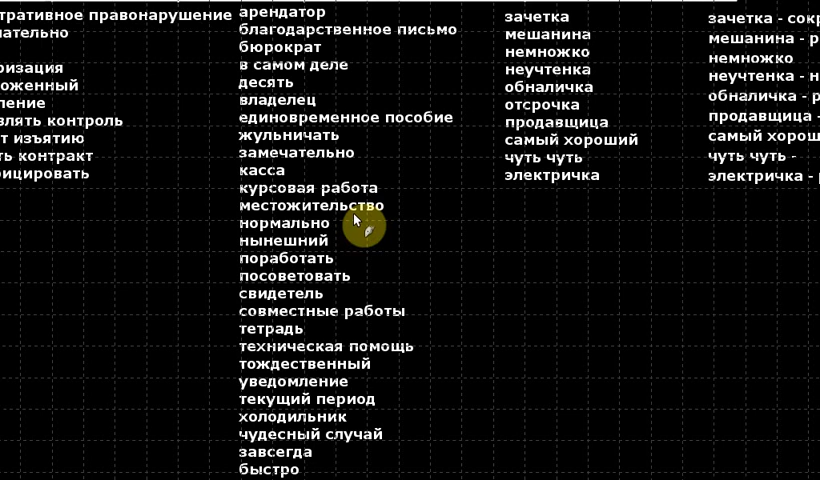 тративное правонарушение
ательно
ризация
оженный
ление
влять контроль
т изъятию
ть контракт
фицировать
арендатор
благодарственное письмо
бюрократ
в самом деле
десять
владелец
единовременное пособие
жульничать
замечательно
касса
курсовая работа
местожительство
нормально
нынешний
поработать
посоветовать
свидетель
совместные работы
тетрадь
техническая помощь
тождественный
уведомление
текущий период
холодильник
чудесный случай
завсегда
быстро
зачетка
мешанина
немножко
неучтенка
обналичка
отсрочка
продавщица
самый хороший
чуть чуть
электричка
зачетка - сокр
мешанина - р
немножко
неучтенка - н
обналичка - р
продавщица -
самый хорош
чуть чуть -
электричка - р